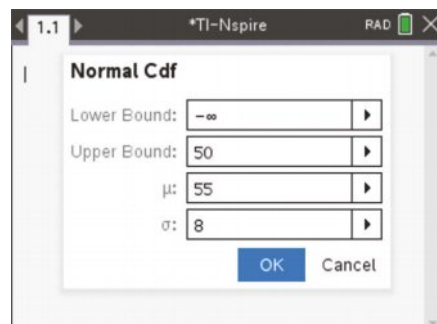 1.1 *TI-Nspire RAD
Normal Cdf
Lower Bound: -∞
Upper Bound: 50
μ: 55
σ: 8
OK Cancel